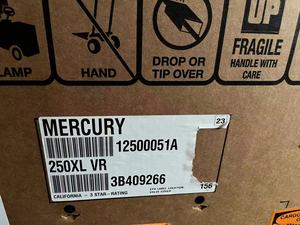 UP
LAMP
HAND
DROP OR
TIP OVER
FRAGILE
HANDLE WITH
CARE
MERCURY
23
12500051A
250XL VR
3B409266
156
CALIFORNIA - 3 STAR-RATING